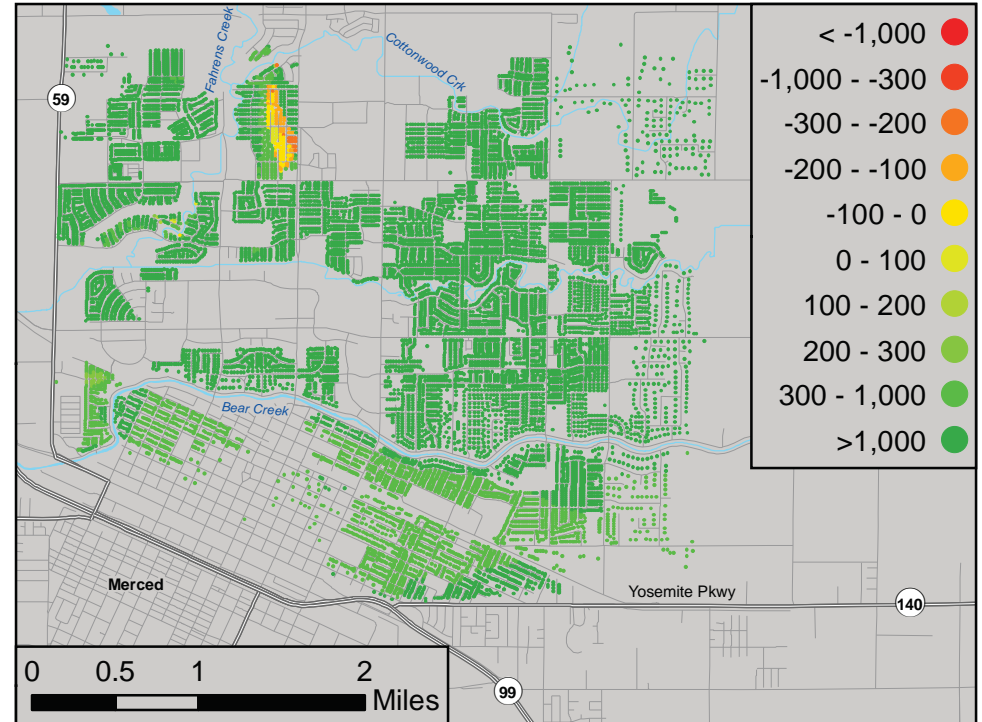 Fahrens Creek
Cottonwood Crk
59
< -1,000
-1,000 - -300
-300 - -200
-200 - -100
-100 - 0
0 - 100
100 - 200
200 - 300
300 - 1,000
>1,000
Bear Creek
Merced
Yosemite Pkwy
140
0 0.5 1 2
Miles
99